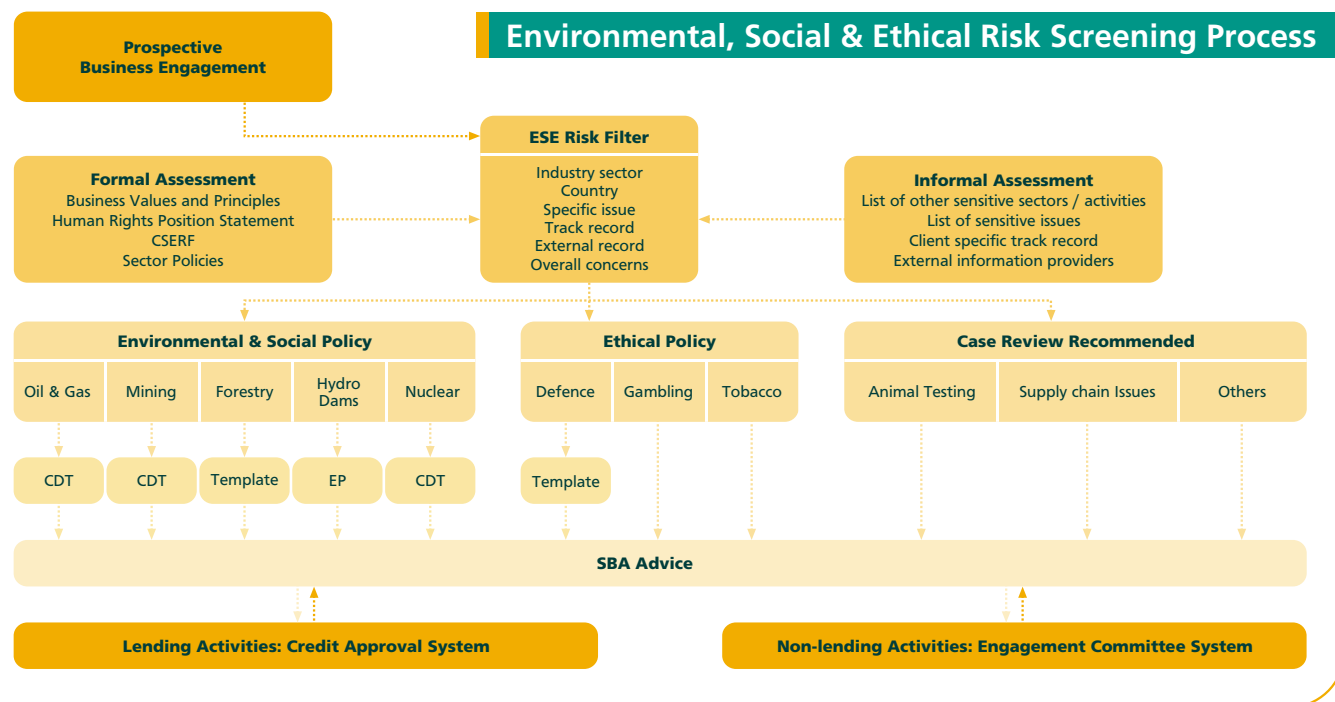 Environmental, Social & Ethical Risk Screening Process
Prospective
Business Engagement
ESE Risk Filter
Industry sector
Country
Specific issue
Track record
External record
Overall concerns
Formal Assessment
Business Values and Principles
Human Rights Position Statement
CSERF
Sector Policies
Informal Assessment
List of other sensitive sectors / activities
List of sensitive issues
Client specific track record
External information providers
Environmental & Social Policy
Oil & Gas
Mining
Forestry
Hydro
Dams
Nuclear
Ethical Policy
Defence
Gambling
Tobacco
Case Review Recommended
Animal Testing
Supply chain Issues
Others
CDT
CDT
Template
EP
CDT
Template
SBA Advice
Lending Activities: Credit Approval System
Non-lending Activities: Engagement Committee System